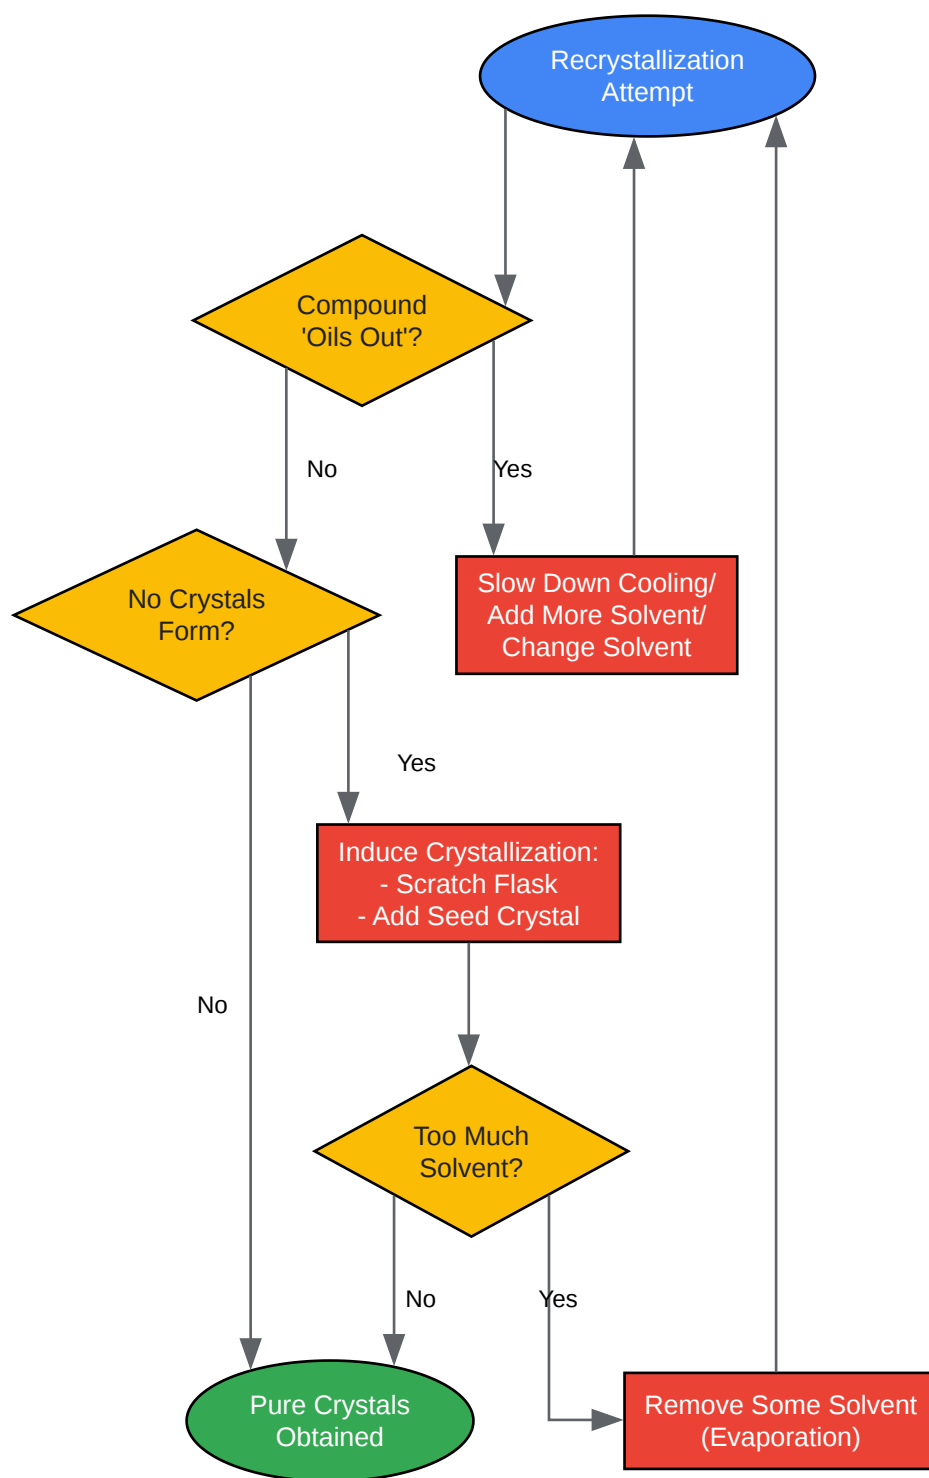 Recrystallization
Attempt
Compound
'Oils Out'?
No
Yes
No Crystals
Form?
Slow Down Cooling/
Add More Solvent/
Change Solvent
Yes
Induce Crystallization:
- Scratch Flask
- Add Seed Crystal
No
Too Much
Solvent?
No
Yes
Pure Crystals
Obtained
Remove Some Solvent
(Evaporation)